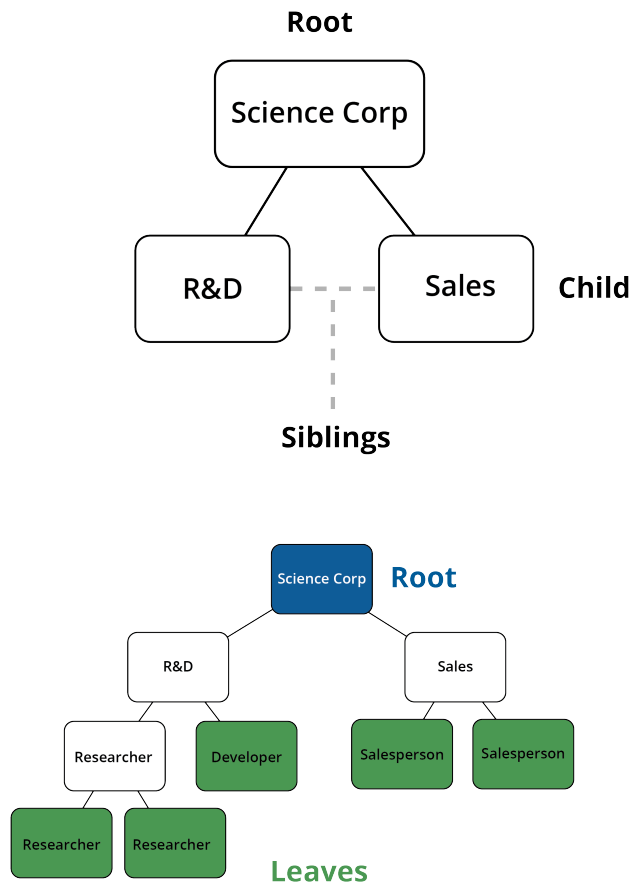 Root
Science Corp
R&D
Sales
Child
Siblings
Science Corp
Root
R&D
Sales
Researcher
Developer
Salesperson
Salesperson
Researcher
Researcher
Leaves